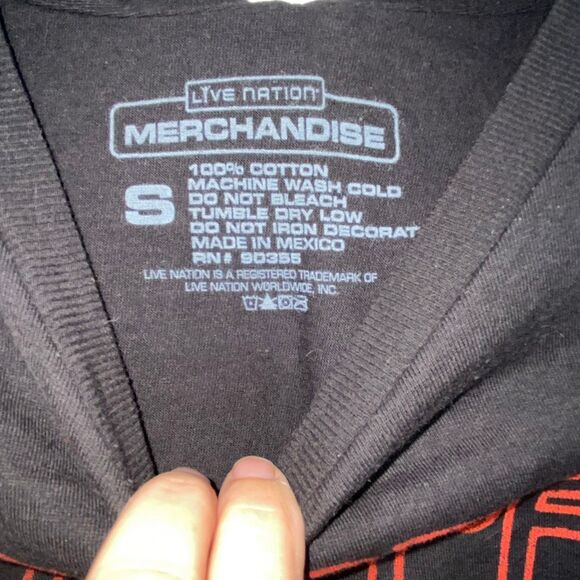 LIVE NATION
MERCHANDISE
S
100% COTTON
MACHINE WASH COLD
DO NOT BLEACH
TUMBLE DRY LOW
DO NOT IRON DECORAT
MADE IN MEXICO
RN# 90355
LIVE NATION IS A REGISTERED TRADEMARK OF
LIVE NATION WORLDWIDE, INC.